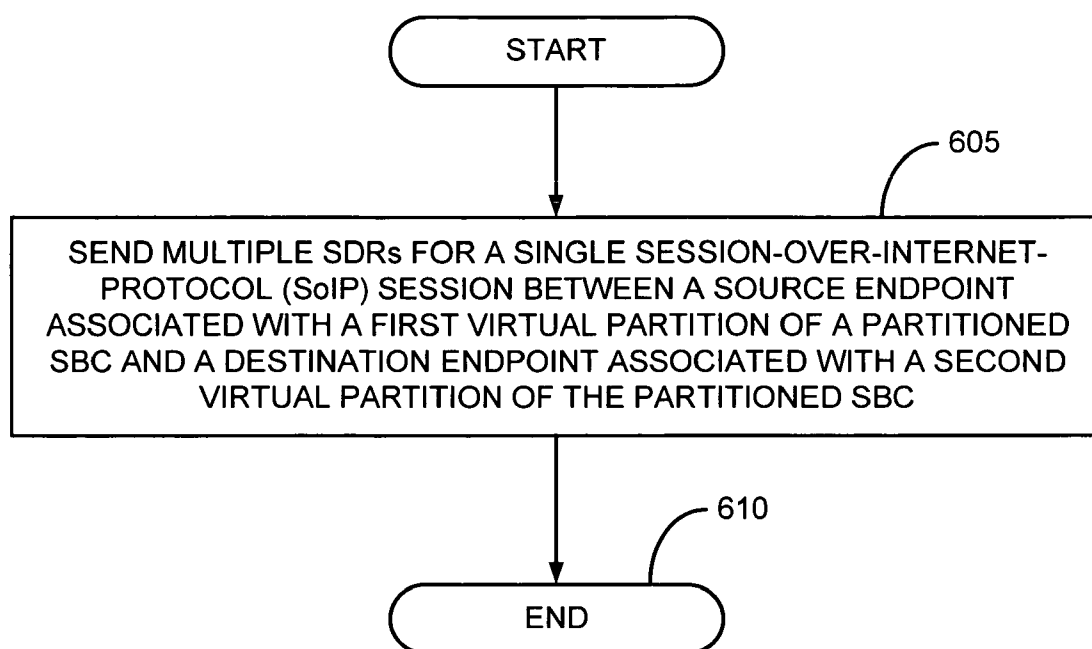 START
605
SEND MULTIPLE SDRs FOR A SINGLE SESSION-OVER-INTERNET-
PROTOCOL (SoIP) SESSION BETWEEN A SOURCE ENDPOINT
ASSOCIATED WITH A FIRST VIRTUAL PARTITION OF A PARTITIONED
SBC AND A DESTINATION ENDPOINT ASSOCIATED WITH A SECOND
VIRTUAL PARTITION OF THE PARTITIONED SBC
610
END